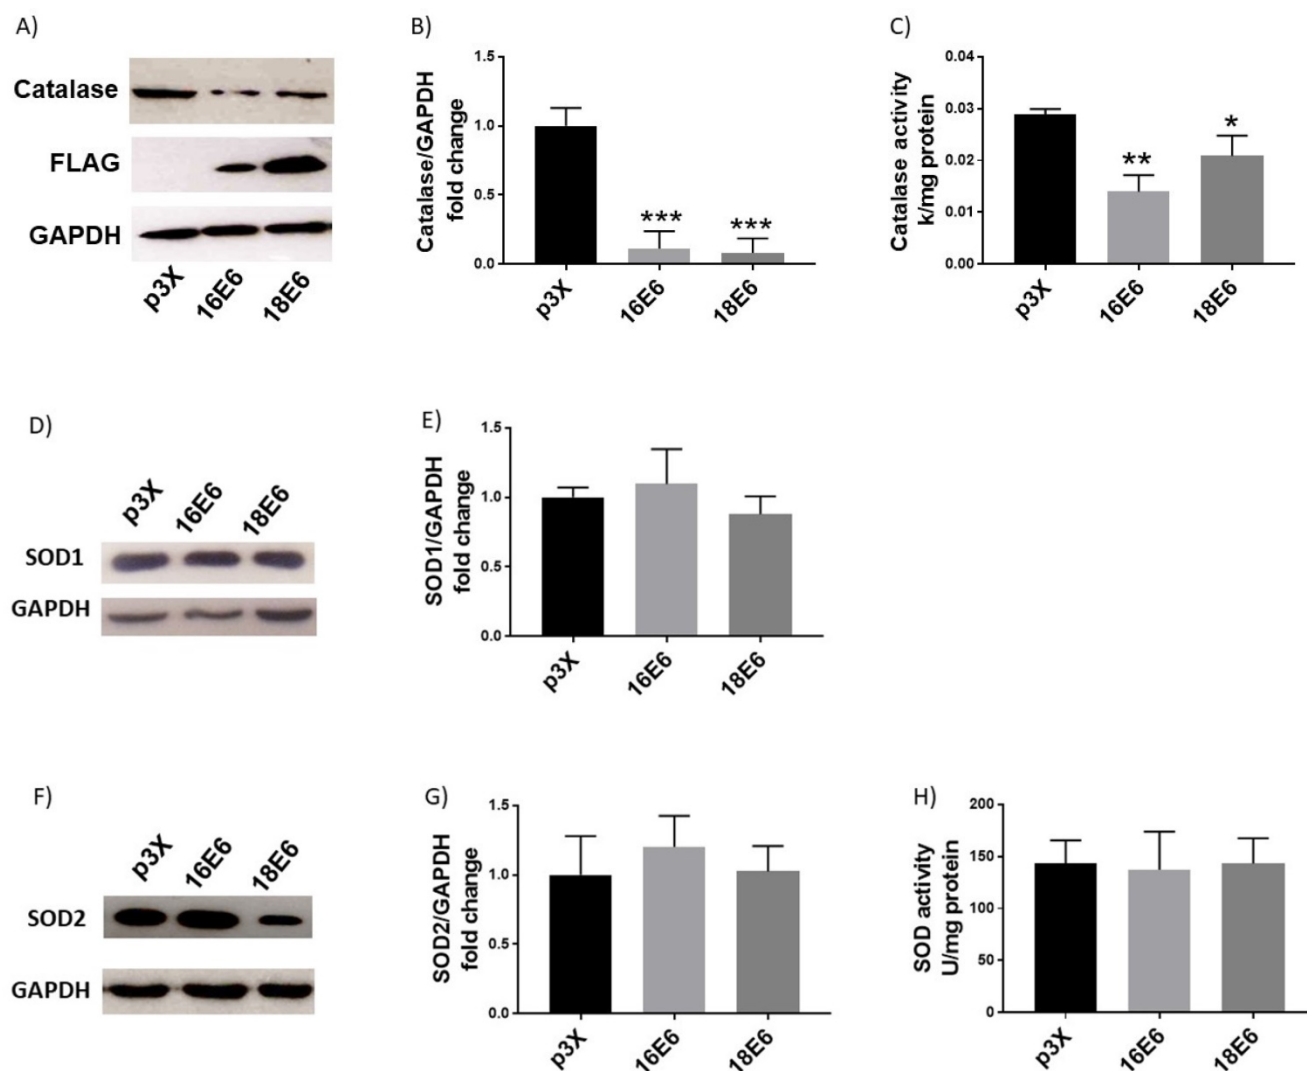 A)
Catalase
FLAG
GAPDH
p3X 16E6 18E6
B)
Catalase/GAPDH
fold change
1.5
1.0
0.5
0.0
***
***
p3X 16E6 18E6
C)
Catalase activity
k/mg protein
0.04
0.03
0.02
0.01
0.00
**
*
p3X 16E6 18E6
D)
p3X 16E6 18E6
SOD1
GAPDH
E)
SOD1/GAPDH
fold change
1.5
1.0
0.5
0.0
p3X 16E6 18E6
F)
p3X 16E6 18E6
SOD2
GAPDH
G)
SOD2/GAPDH
fold change
1.5
1.0
0.5
0.0
p3X 16E6 18E6
H)
SOD activity
U/mg protein
200
150
100
50
0
p3X 16E6 18E6